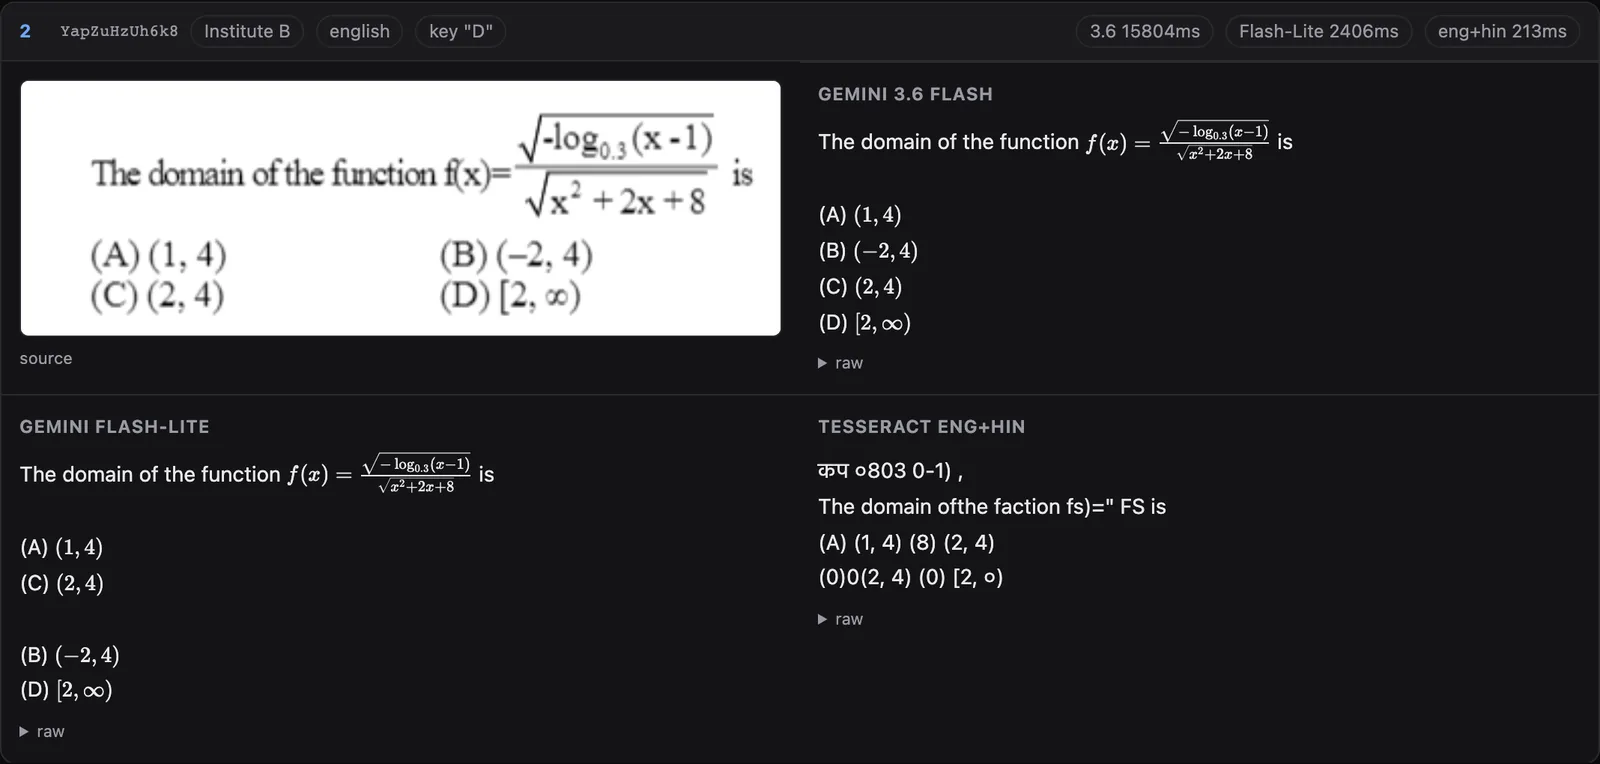 2 YapZuHzUh6k8 Institute B english key "D" 3.6 15804ms Flash-Lite 2406ms eng+hin 213ms
The domain of the function f(x)= √(-log₀.₃(x-1)) / √(x² + 2x + 8) is
(A) (1, 4) (B) (–2, 4)
(C) (2, 4) (D) [2, ∞)
source
GEMINI 3.6 FLASH
The domain of the function f(x) = √(−log₀.₃(x−1)) / √(x²+2x+8) is
(A) (1, 4)
(B) (−2, 4)
(C) (2, 4)
(D) [2, ∞)
▶ raw
GEMINI FLASH-LITE
The domain of the function f(x) = √(−log₀.₃(x−1)) / √(x²+2x+8) is
(A) (1, 4)
(C) (2, 4)
(B) (−2, 4)
(D) [2, ∞)
▶ raw
TESSERACT ENG+HIN
कप ०803 0-1) ,
The domain ofthe faction fs)=" FS is
(A) (1, 4) (8) (2, 4)
(0)0(2, 4) (0) [2, ०)
▶ raw